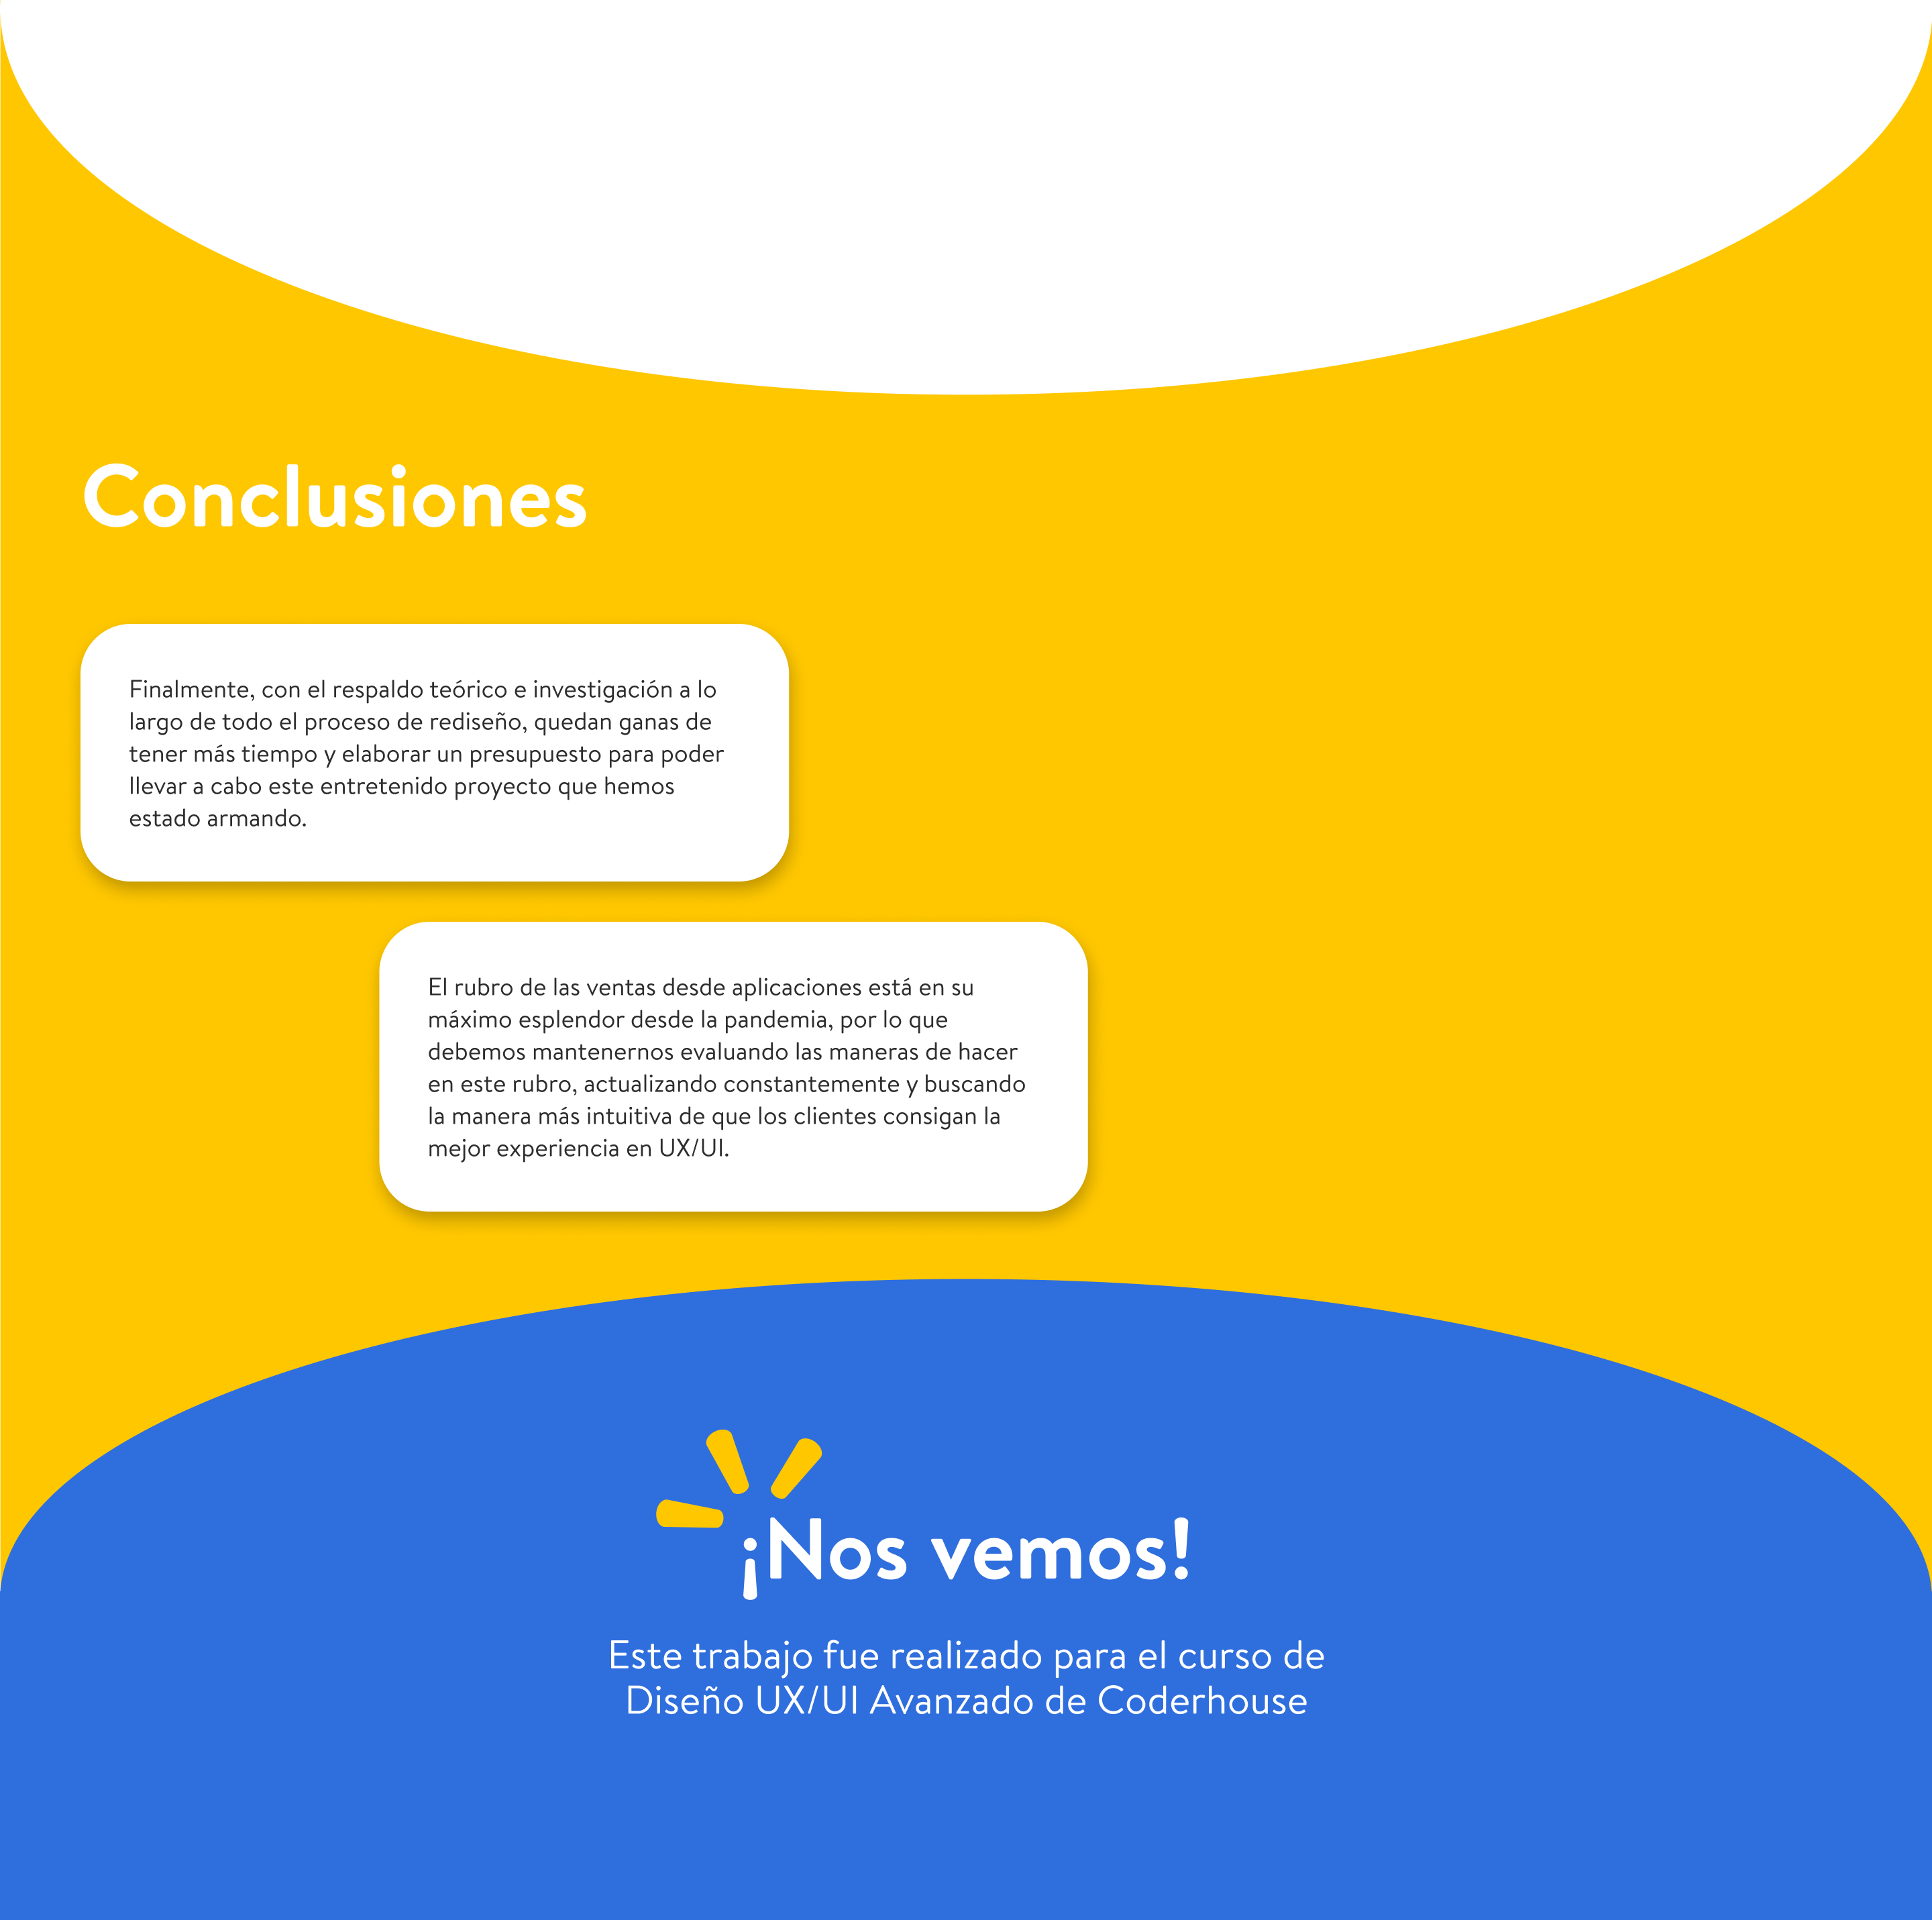 Conclusiones
Finalmente, con el respaldo teórico e investigación a lo
largo de todo el proceso de rediseño, quedan ganas de
tener más tiempo y elaborar un presupuesto para poder
llevar a cabo este entretenido proyecto que hemos
estado armando.
El rubro de las ventas desde aplicaciones está en su
máximo esplendor desde la pandemia, por lo que
debemos mantenernos evaluando las maneras de hacer
en este rubro, actualizando constantemente y buscando
la manera más intuitiva de que los clientes consigan la
mejor experiencia en UX/UI.
¡Nos vemos!
Este trabajo fue realizado para el curso de
Diseño UX/UI Avanzado de Coderhouse